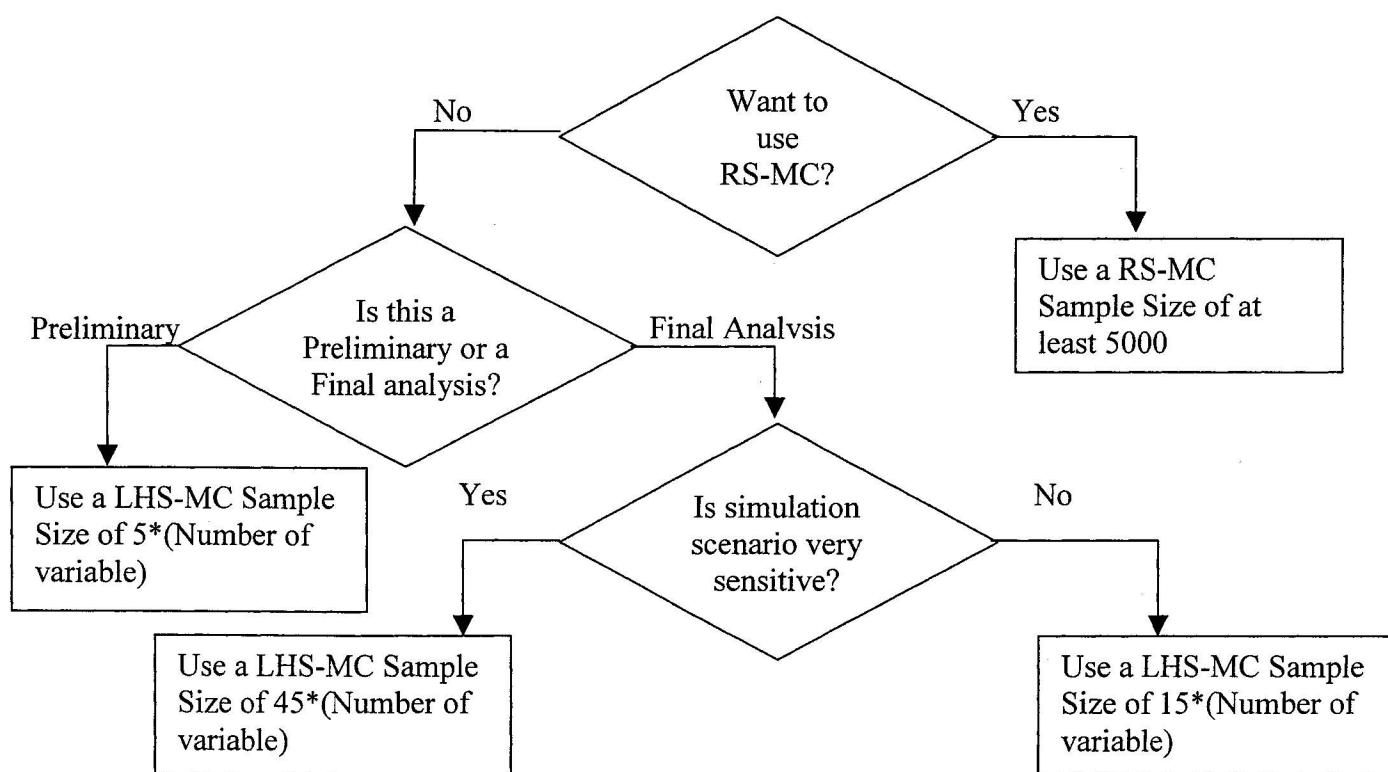 Want to
use
RS-MC?
No
Yes
Use a RS-MC
Sample Size of at
least 5000
Is this a
Preliminary or a
Final analysis?
Preliminary
Final Analysis
Use a LHS-MC Sample
Size of 5*(Number of
variable)
Is simulation
scenario very
sensitive?
Yes
No
Use a LHS-MC Sample
Size of 45*(Number of
variable)
Use a LHS-MC Sample
Size of 15*(Number of
variable)